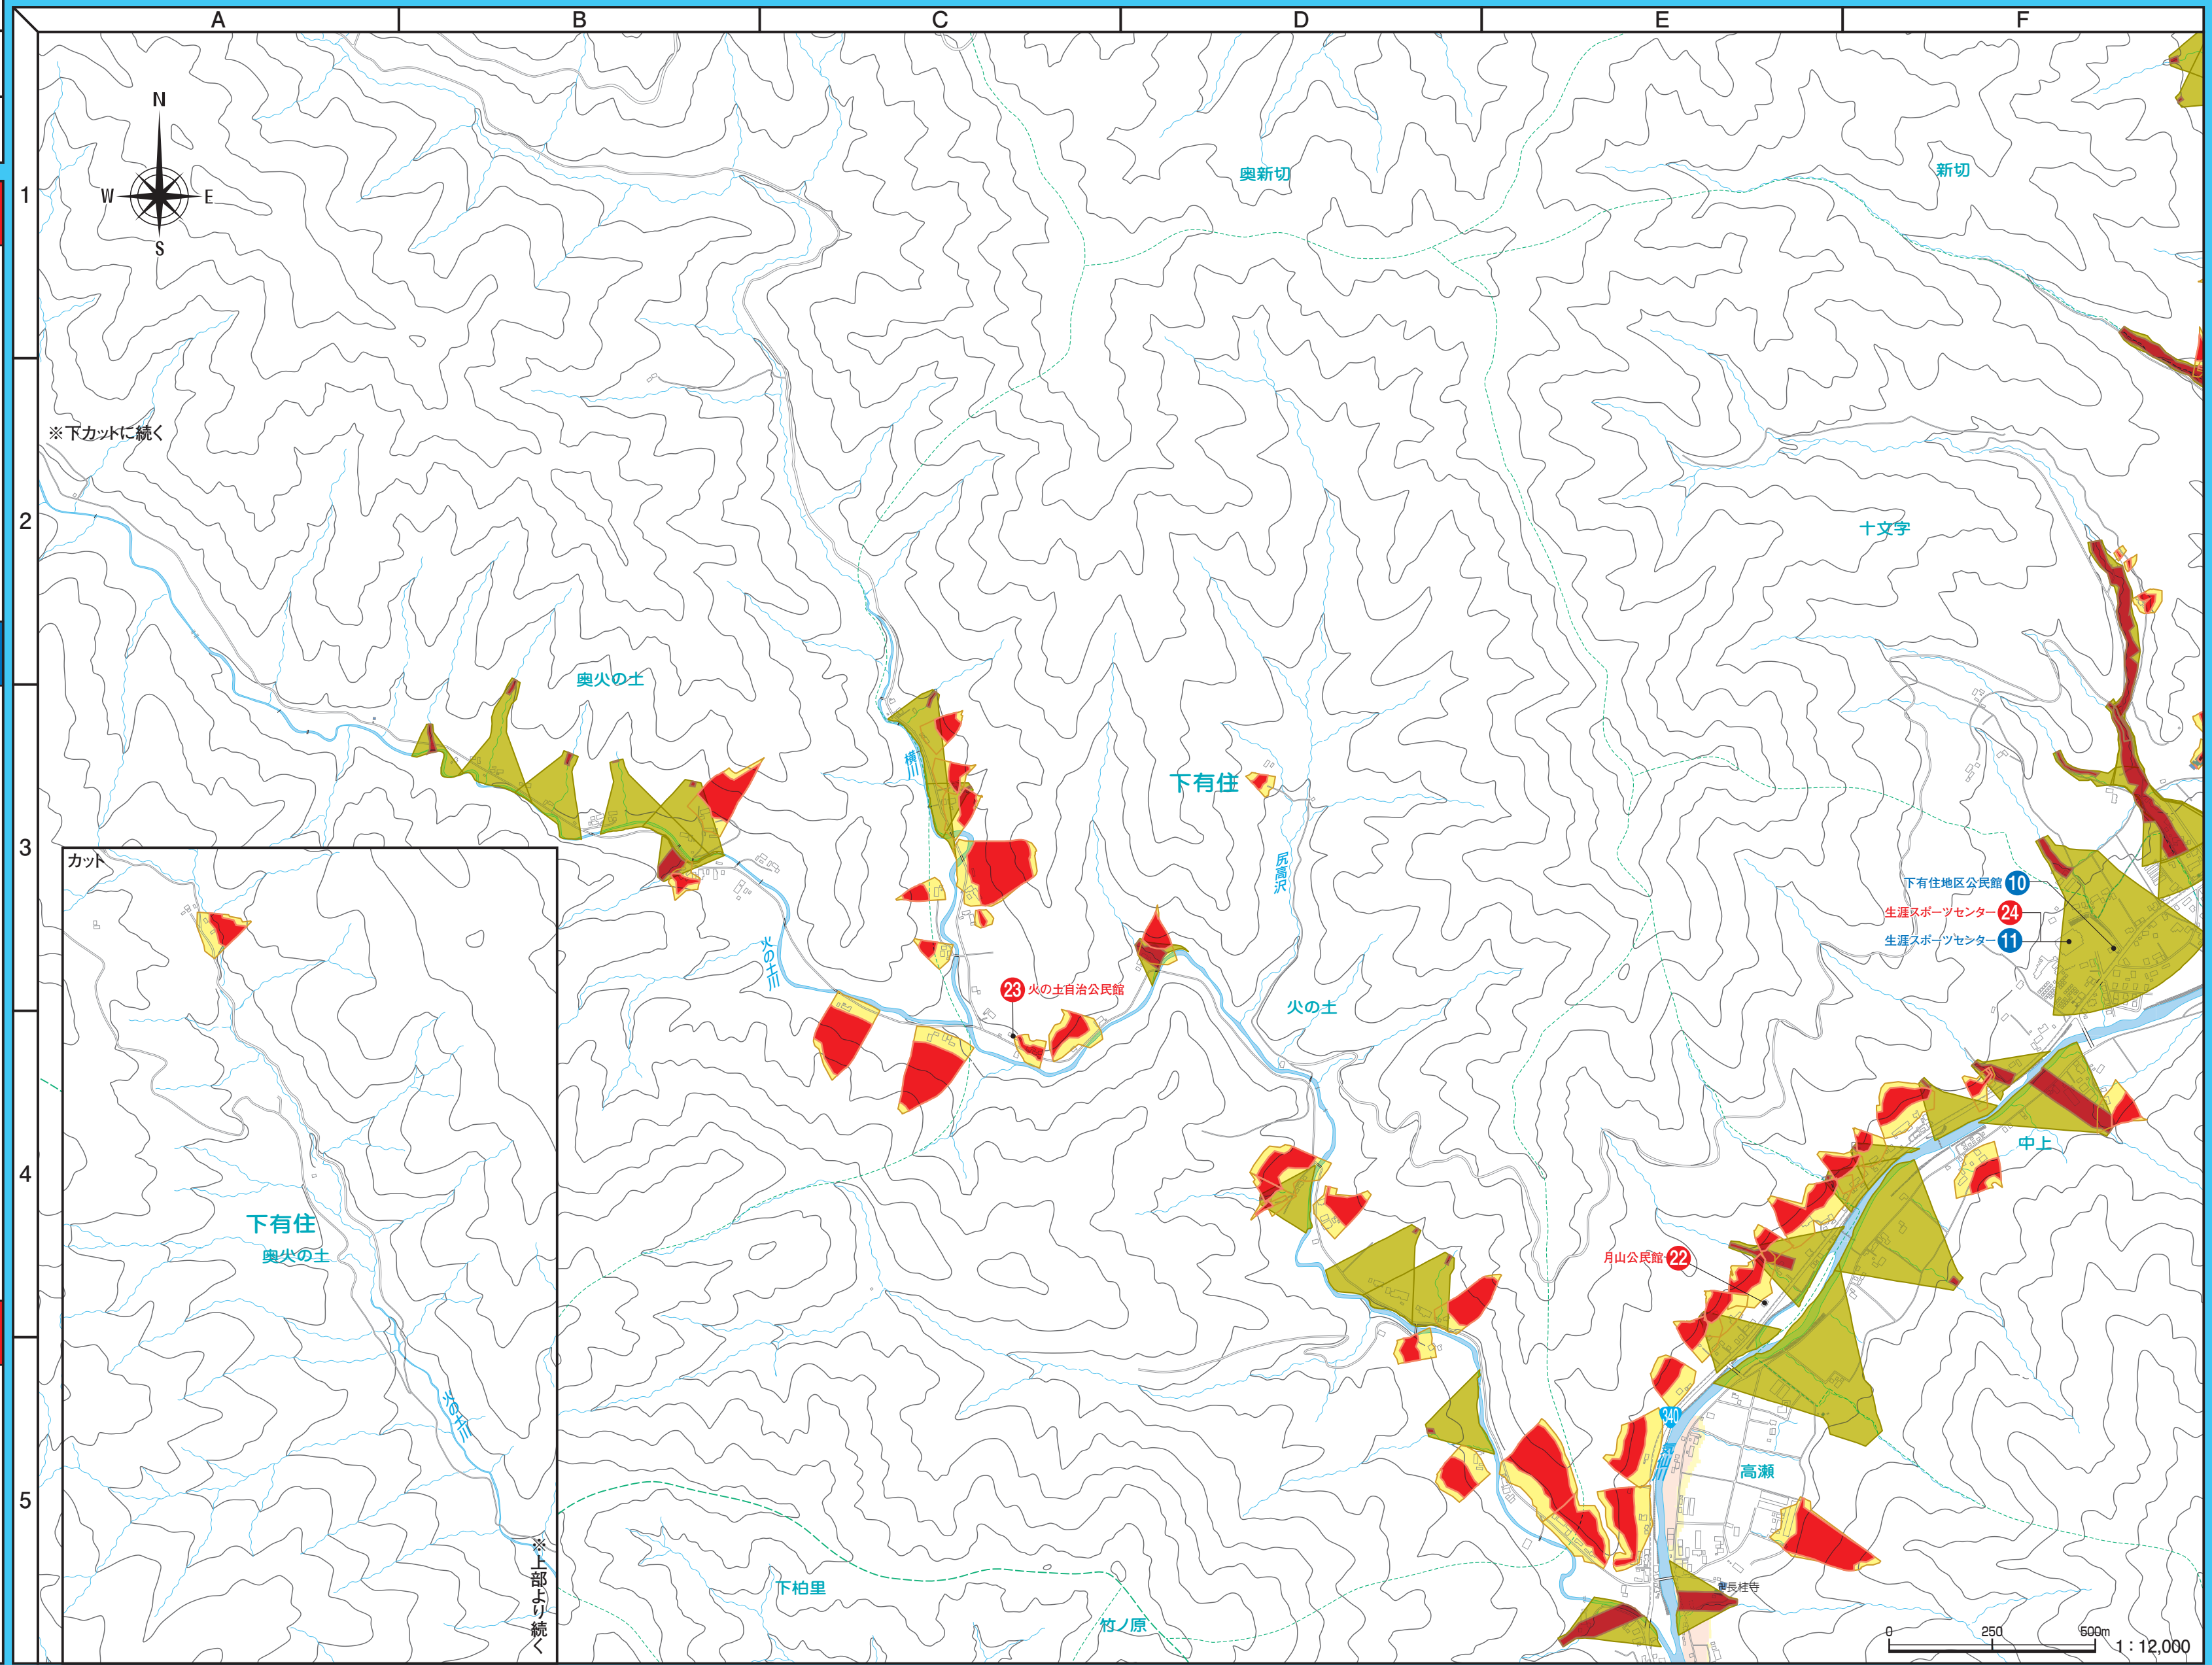 A B C D E F
1
2
3
4
5
N
W E
S
奥新切
新切
※下カットに続く
十文字
奥火の土
横川
下有住
カット
尻高沢
下有住地区公民館 10
生涯スポーツセンター 24
生涯スポーツセンター 11
火の土川
23 火の土自治公民館
火の土
中上
下有住
奥火の土
月山公民館 22
火の土川
340
気仙川
高瀬
※上部より続く
下柏里
長桂寺
竹ノ原
0 250 500m
1：12,000